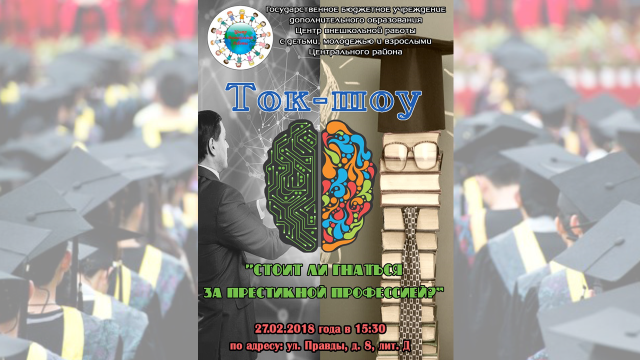 Государственное бюджетное учреждение
дополнительного образования
Центр внешкольной работы
с детьми, молодежью и взрослыми
Центрального района
Ток-шоу
"СТОИТ ЛИ ГНАТЬСЯ
ЗА ПРЕСТИЖНОЙ ПРОФЕССИЕЙ?"
27.02.2018 года в 15:30
по адресу: ул. Правды, д. 8, лит. Д